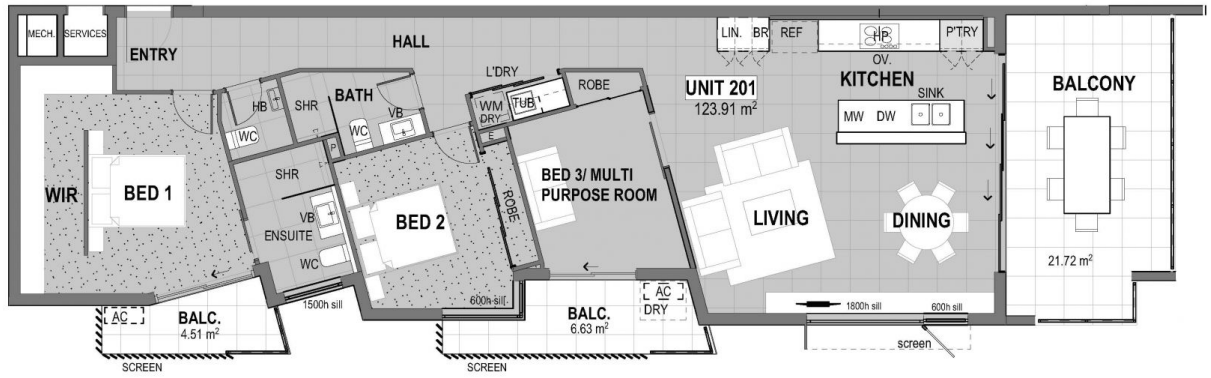 MECH.
SERVICES
ENTRY
HALL
LIN.
BR
REF
HP
OV.
P'TRY
KITCHEN
SINK
MW
DW
UNIT 201
123.91 m²
BALCONY
21.72 m²
L'DRY
WM
DRY
TUB
ROBE
HB
WC
SHR
BATH
VB
WC
WIR
BED 1
SHR
P
VB
ENSUITE
WC
BED 2
E
ROBE
BED 3/ MULTI
PURPOSE ROOM
LIVING
DINING
AC
BALC.
4.51 m²
SCREEN
1500h sill
600h sill.
BALC.
6.63 m²
AC
DRY
SCREEN
1800h sill
600h sill
screen